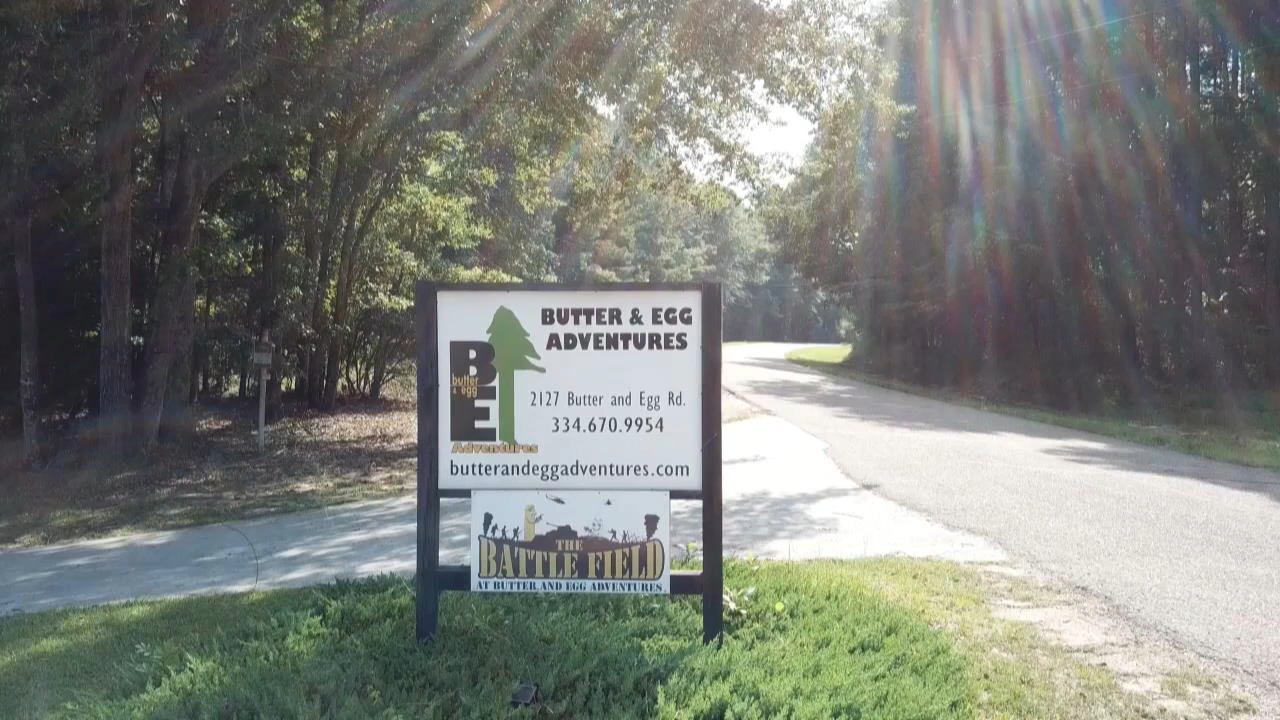 BUTTER & EGG
ADVENTURES
B
butter
& egg
E
Adventures
2127 Butter and Egg Rd.
334.670.9954
butterandeggadventures.com
THE
BATTLE FIELD
AT BUTTER AND EGG ADVENTURES